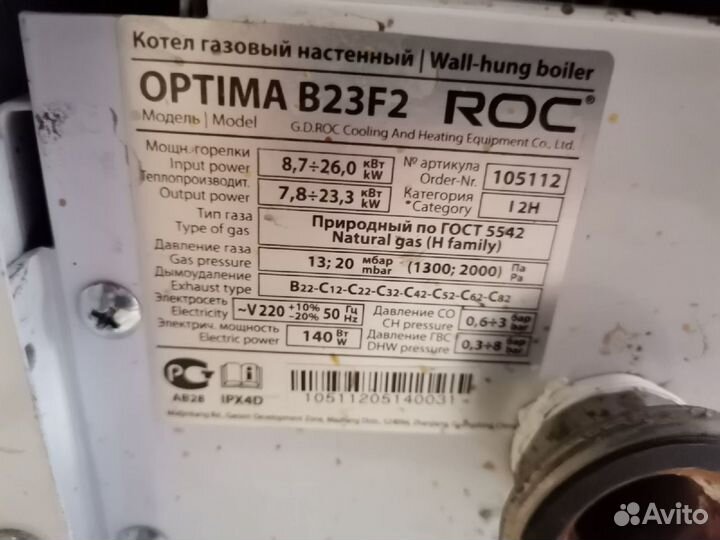 Котел газовый настенный | Wall-hung boiler
OPTIMA B23F2 ROC®
Модель | Model
G.D.ROC Cooling And Heating Equipment Co., Ltd.
Мощн. горелки
Input power
8,7÷26,0 кВт kW
№ артикула
Order-Nr.
105112
Теплопроизводит.
Output power
7,8÷23,3 кВт kW
Категория
Category
I 2H
Тип газа
Type of gas
Природный по ГОСТ 5542
Natural gas (H family)
Давление газа
Gas pressure
13; 20 мбар mbar (1300; 2000) Па Pa
Дымоудаление
Exhaust type
B22-C12-C22-C32-C42-C52-C62-C82
Электросеть
Electricity
~V 220 +10% -20% 50 Гц Hz
Давление СО
CH pressure
0,6÷3 бар bar
Электрич. мощность
Electric power
140 Вт W
Давление ГВС
DHW pressure
0,3÷8 бар bar
АВ28
IPX4D
10511205140031
Avito